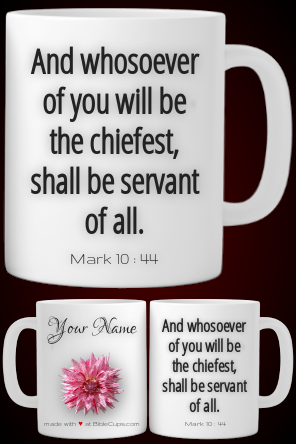 And whosoever
of you will be
the chiefest,
shall be servant
of all.
Mark 10 : 44
Your Name
made with ♥ at BibleCups.com
And whosoever
of you will be
the chiefest,
shall be servant
of all.
Mark 10 : 44